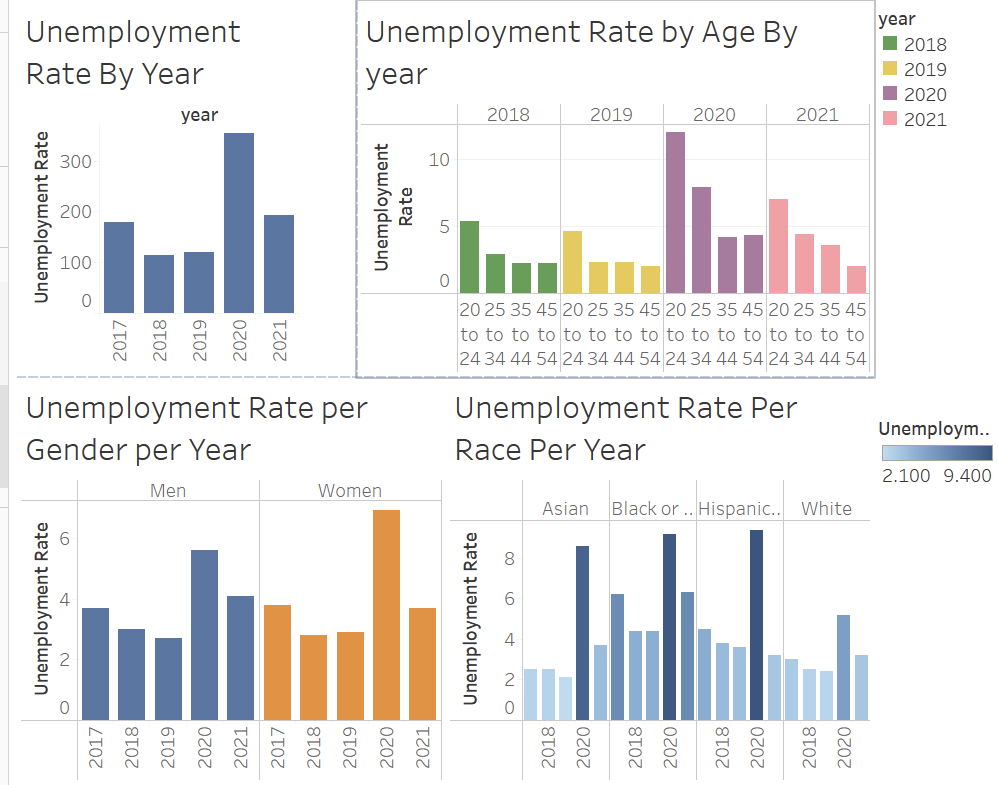 Unemployment
Rate By Year
year
Unemployment Rate
300
200
100
0
2017 2018 2019 2020 2021
Unemployment Rate by Age By
year
2018 2019 2020 2021
Unemployment
Rate
10
5
0
20 25 35 45 20 25 35 45 20 25 35 45 20 25 35 45
to to to to to to to to to to to to to to to to
24 34 44 54 24 34 44 54 24 34 44 54 24 34 44 54
year
2018
2019
2020
2021
Unemployment Rate per
Gender per Year
Men Women
Unemployment Rate
6
4
2
0
2017 2018 2019 2020 2021 2017 2018 2019 2020 2021
Unemployment Rate Per
Race Per Year
Asian Black or .. Hispanic.. White
Unemployment Rate
8
6
4
2
0
2018 2020 2018 2020 2018 2020 2018 2020
Unemploym..
2.100 9.400